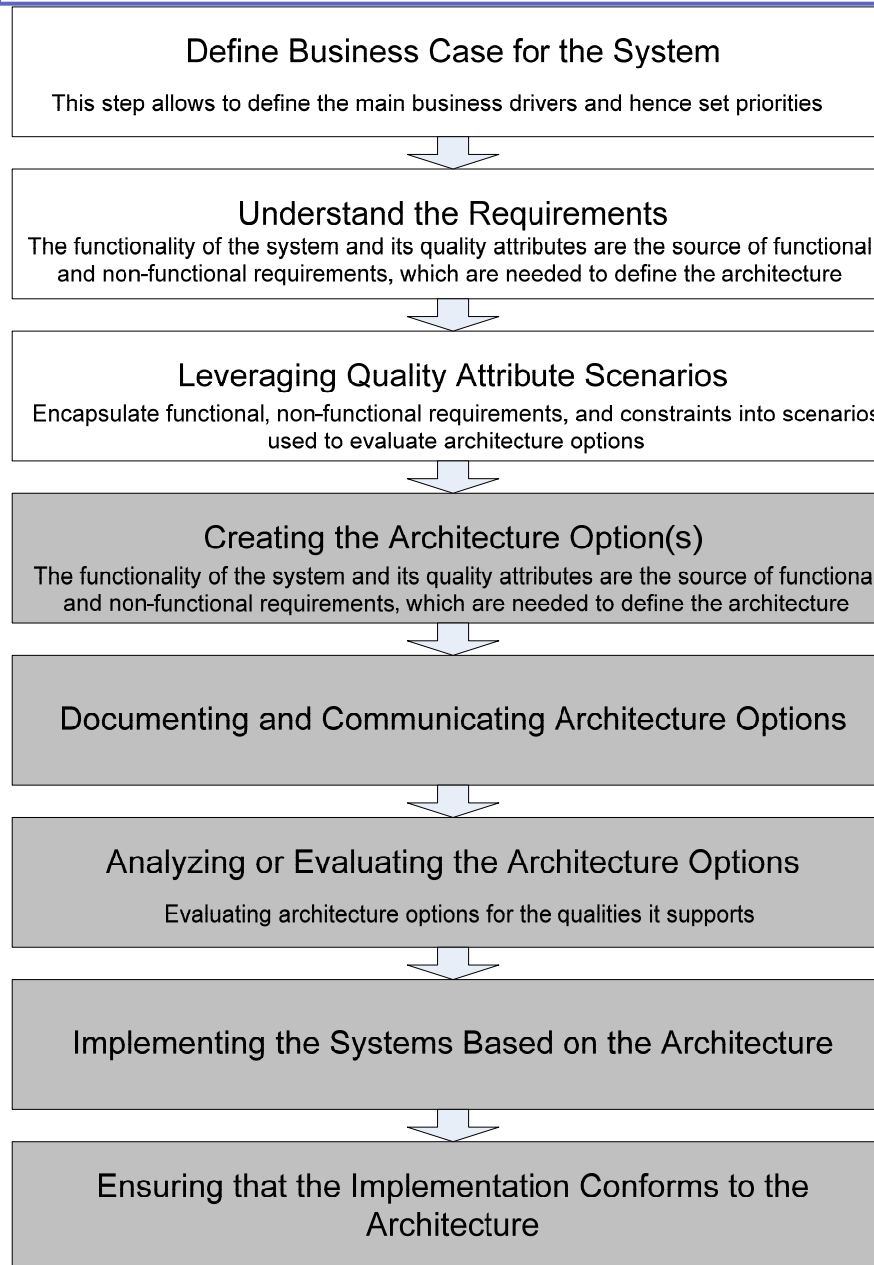 Define Business Case for the System
This step allows to define the main business drivers and hence set priorities
Understand the Requirements
The functionality of the system and its quality attributes are the source of functional
and non-functional requirements, which are needed to define the architecture
Leveraging Quality Attribute Scenarios
Encapsulate functional, non-functional requirements, and constraints into scenarios
used to evaluate architecture options
Creating the Architecture Option(s)
The functionality of the system and its quality attributes are the source of functiona
and non-functional requirements, which are needed to define the architecture
Documenting and Communicating Architecture Options
Analyzing or Evaluating the Architecture Options
Evaluating architecture options for the qualities it supports
Implementing the Systems Based on the Architecture
Ensuring that the Implementation Conforms to the
Architecture